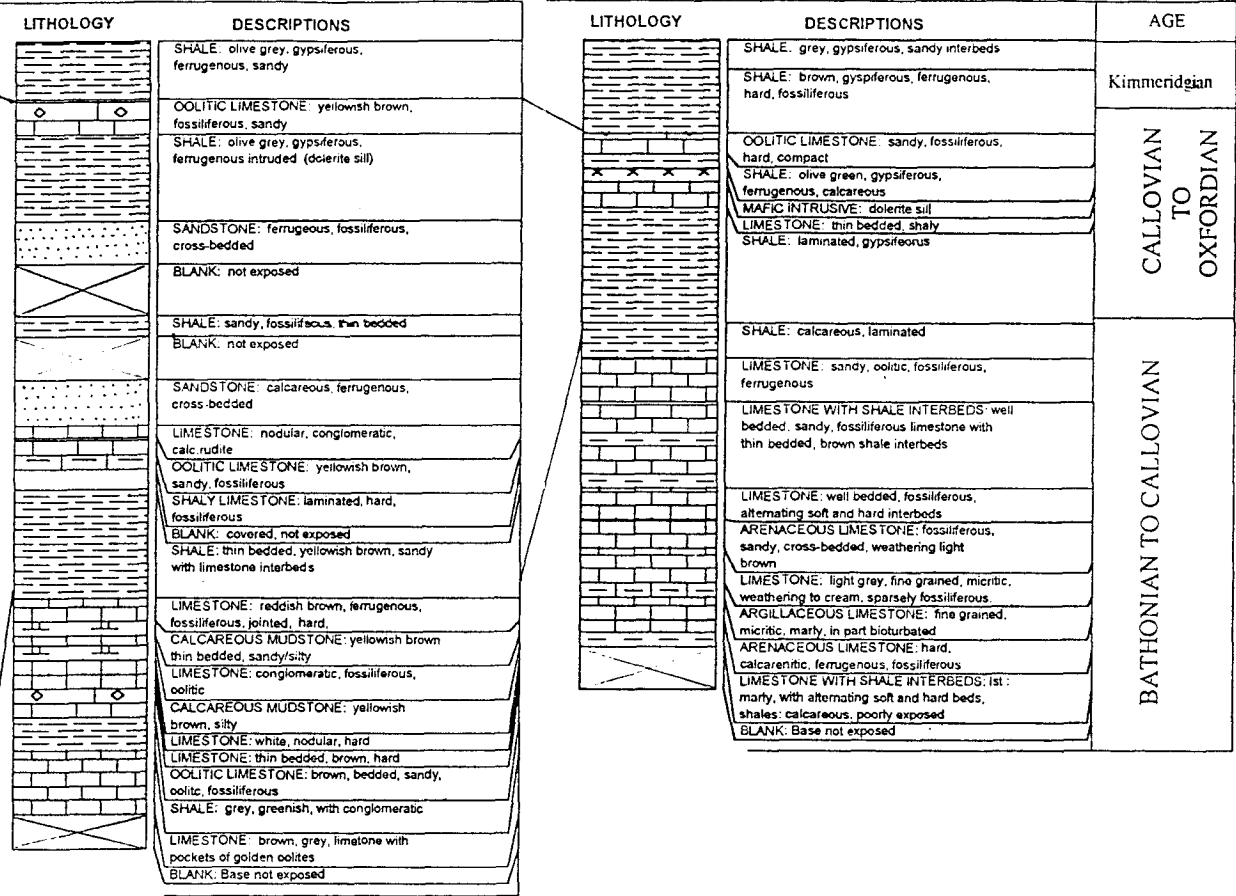 LITHOLOGY
DESCRIPTIONS
SHALE: olive grey, gypsiferous,
ferrugenous, sandy
OOLITIC LIMESTONE: yellowish brown,
fossiliferous, sandy
SHALE: olive grey, gypsiferous,
ferrugenous intruded (dolerite sill)
SANDSTONE: ferrugeous, fossiliferous,
cross-bedded
BLANK: not exposed
SHALE: sandy, thin bedded
BLANK: not exposed
SANDSTONE: calcareous, ferrugenous,
cross-bedded
LIMESTONE: nodular, conglomeratic,
calc.rudite
OOLITIC LIMESTONE: yellowish brown,
sandy, fossiliferous
SHALY LIMESTONE: laminated, hard,
fossiliferous
BLANK: covered, not exposed
SHALE: thin bedded, yellowish brown, sandy
with limestone interbeds
LIMESTONE: reddish brown, ferrugenous,
fossiliferous, jointed, hard,
CALCAREOUS MUDSTONE: yellowish brown
thin bedded, sandy/silty
LIMESTONE: conglomeratic, fossiliferous,
oolitic
CALCAREOUS MUDSTONE: yellowish
brown, silty
LIMESTONE: white, nodular, hard
LIMESTONE: thin bedded, brown, hard
OOLITIC LIMESTONE: brown, bedded, sandy,
oolitc, fossiliferous
SHALE: grey, greenish, with conglomeratic
LIMESTONE: brown, grey, limetone with
pockets of golden oolites
BLANK: Base not exposed
LITHOLOGY
DESCRIPTIONS
AGE
SHALE: grey, gypsiferous, sandy interbeds
SHALE: brown, gyspiferous, ferrugenous,
hard, fossiliferous
OOLITIC LIMESTONE: sandy, fossiliferous,
hard, compact
SHALE: olive green, gypsiferous,
ferrugenous, calcareous
MAFIC INTRUSIVE: dolerite sill
LIMESTONE: thin bedded, shaly
SHALE: laminated, gypsifeorus
SHALE: calcareous, laminated
LIMESTONE: sandy, oolitic, fossiliferous,
ferrugenous
LIMESTONE WITH SHALE INTERBEDS: well
bedded, sandy, fossiliferous limestone with
thin bedded, brown shale interbeds
LIMESTONE: well bedded, fossiliferous,
alternating soft and hard interbeds
ARENACEOUS LIMESTONE: fossiliferous,
sandy, cross-bedded, weathering light
brown
LIMESTONE: light grey, fine grained, micritic,
weathering to cream, sparsely fossiliferous.
ARGILLACEOUS LIMESTONE: fine grained,
micritic, marly, in part bioturbated
ARENACEOUS LIMESTONE: hard,
calcarenitic, ferrugenous, fossiliferous
LIMESTONE WITH SHALE INTERBEDS: lst :
marly, with alternating soft and hard beds,
shales: calcareous, poorly exposed
BLANK: Base not exposed
Kimmeridgian
CALLOVIAN
TO
OXFORDIAN
BATHONIAN TO CALLOVIAN